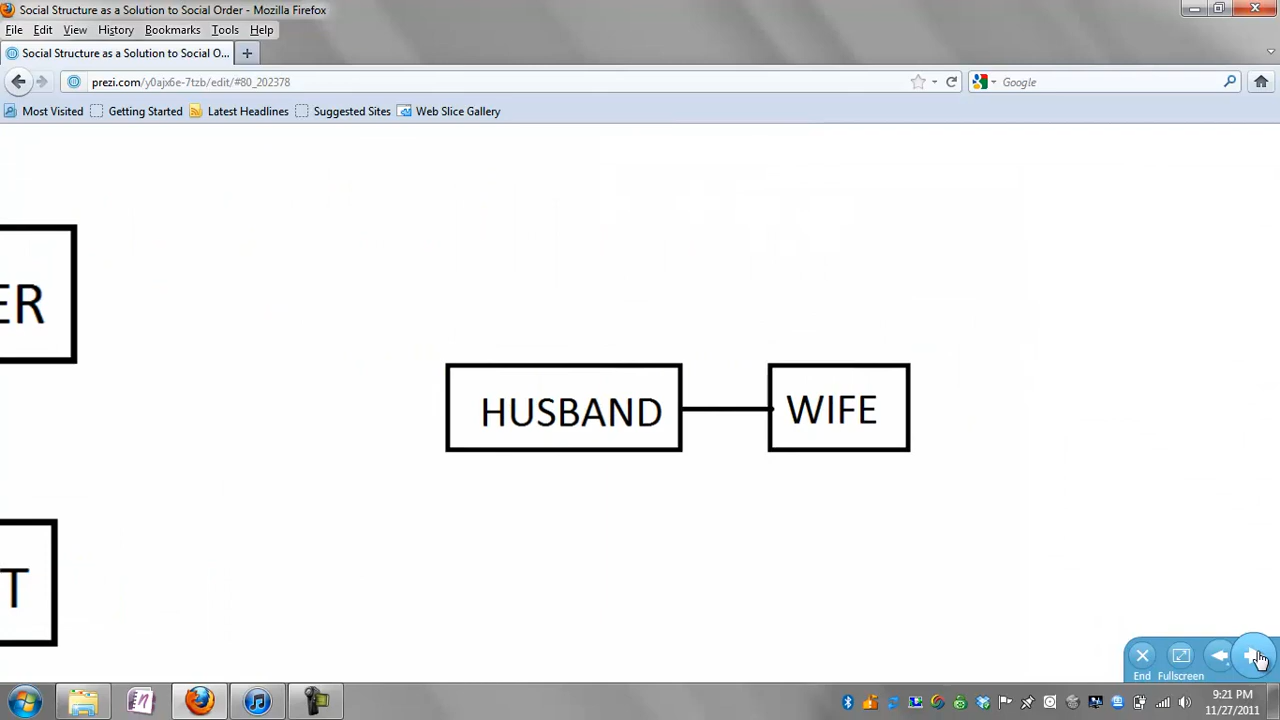 Social Structure as a Solution to Social Order - Mozilla Firefox
File Edit View History Bookmarks Tools Help
Social Structure as a Solution to Social O...
prezi.com/y0ajx6e-7tzb/edit/#80_202378
Google
Most Visited Getting Started Latest Headlines Suggested Sites Web Slice Gallery
ER
HUSBAND WIFE
T
End Fullscreen
9:21 PM
11/27/2011